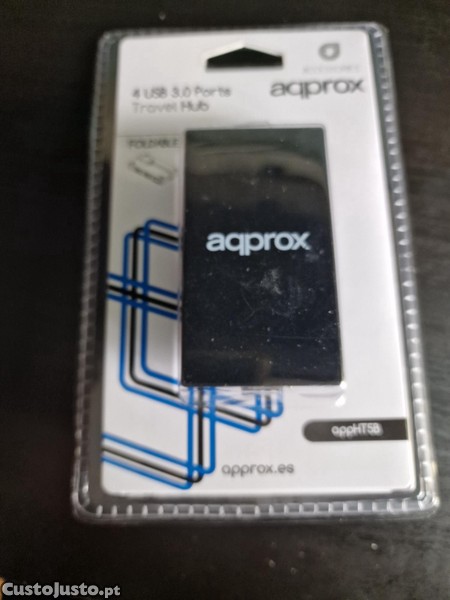 4 USB 3.0 Ports
Travel Hub
aqprox
FOLDABLE
aqprox
appHT5B
approx.es
CustoJusto.pt